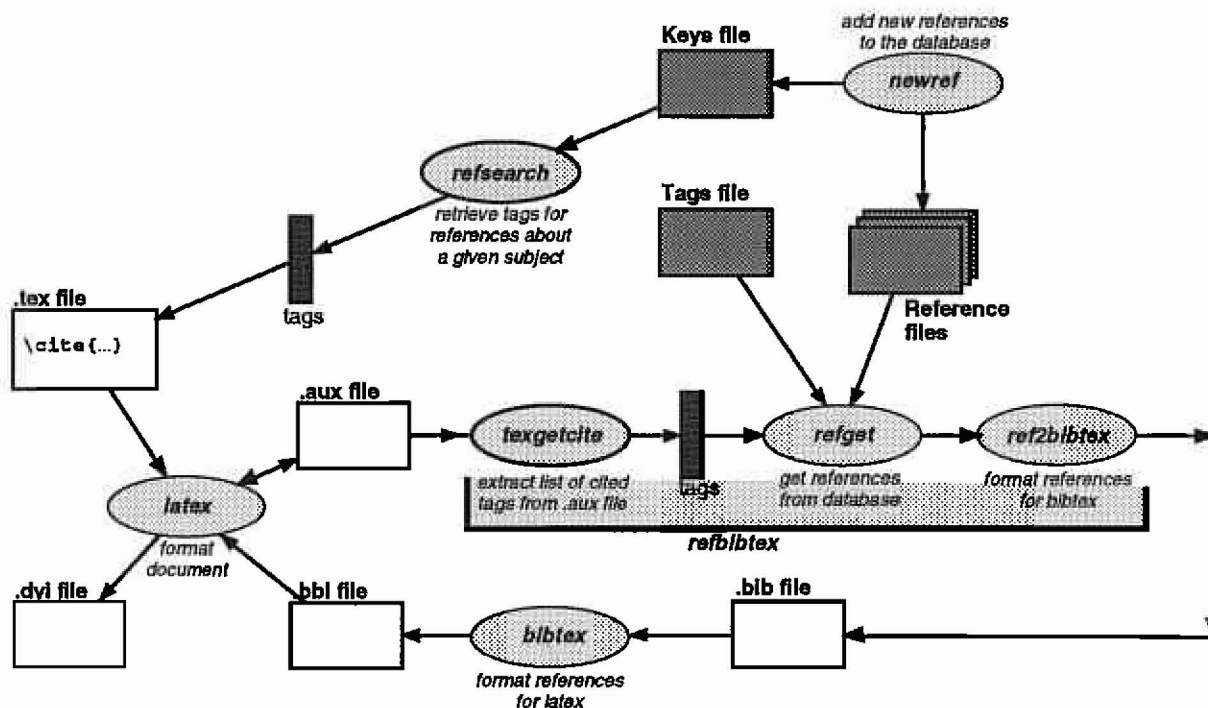 add new references
to the database
Keys file
newref
refsearch
retrieve tags for
references about
a given subject
Tags file
Reference
files
tags
.tex file
\cite{...}
.aux file
texgetcite
extract list of cited
tags from .aux file
tags
refget
get references
from database
ref2bibtex
format references
for bibtex
refbibtex
latex
format
document
.dvi file
.bbl file
bibtex
format references
for latex
.bib file